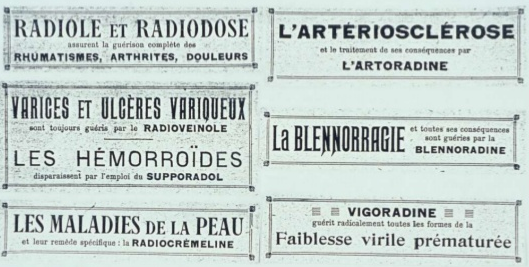 RADIOLE ET RADIODOSE
assurent la guérison complète des
RHUMATISMES, ARTHRITES, DOULEURS
VARICES ET ULCÈRES VARIQUEUX
sont toujours guéris par le RADIOVEINOLE
LES HÉMORROÏDES
disparaissent par l'emploi du SUPPORADOL
LES MALADIES DE LA PEAU
et leur remède spécifique : la RADIOCRÈMELINE
L'ARTÉRIOSCLÉROSE
et le traitement de ses conséquences par
L'ARTORADINE
La BLENNORRAGIE et toutes ses conséquences
sont guéries par la
BLENNORADINE
VIGORADINE
guérit radicalement toutes les formes de la
Faiblesse virile prématurée